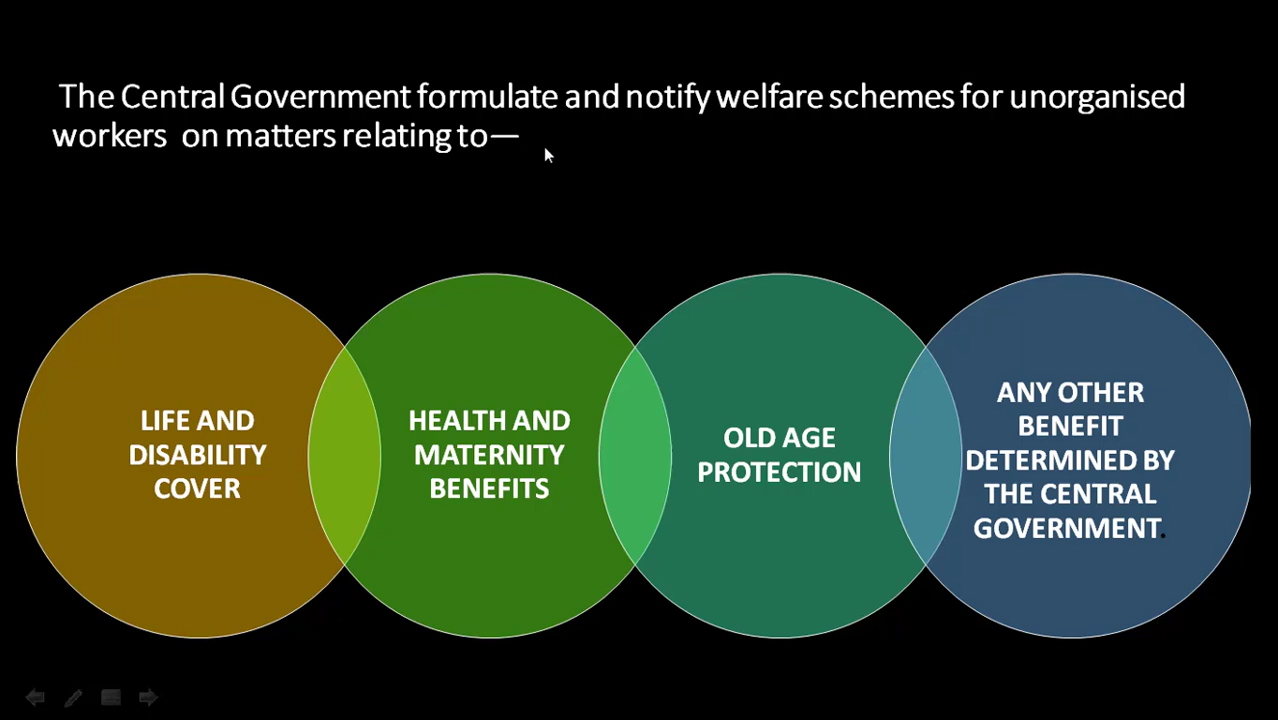 The Central Government formulate and notify welfare schemes for unorganised
workers on matters relating to—
LIFE AND
DISABILITY
COVER
HEALTH AND
MATERNITY
BENEFITS
OLD AGE
PROTECTION
ANY OTHER
BENEFIT
DETERMINED BY
THE CENTRAL
GOVERNMENT.